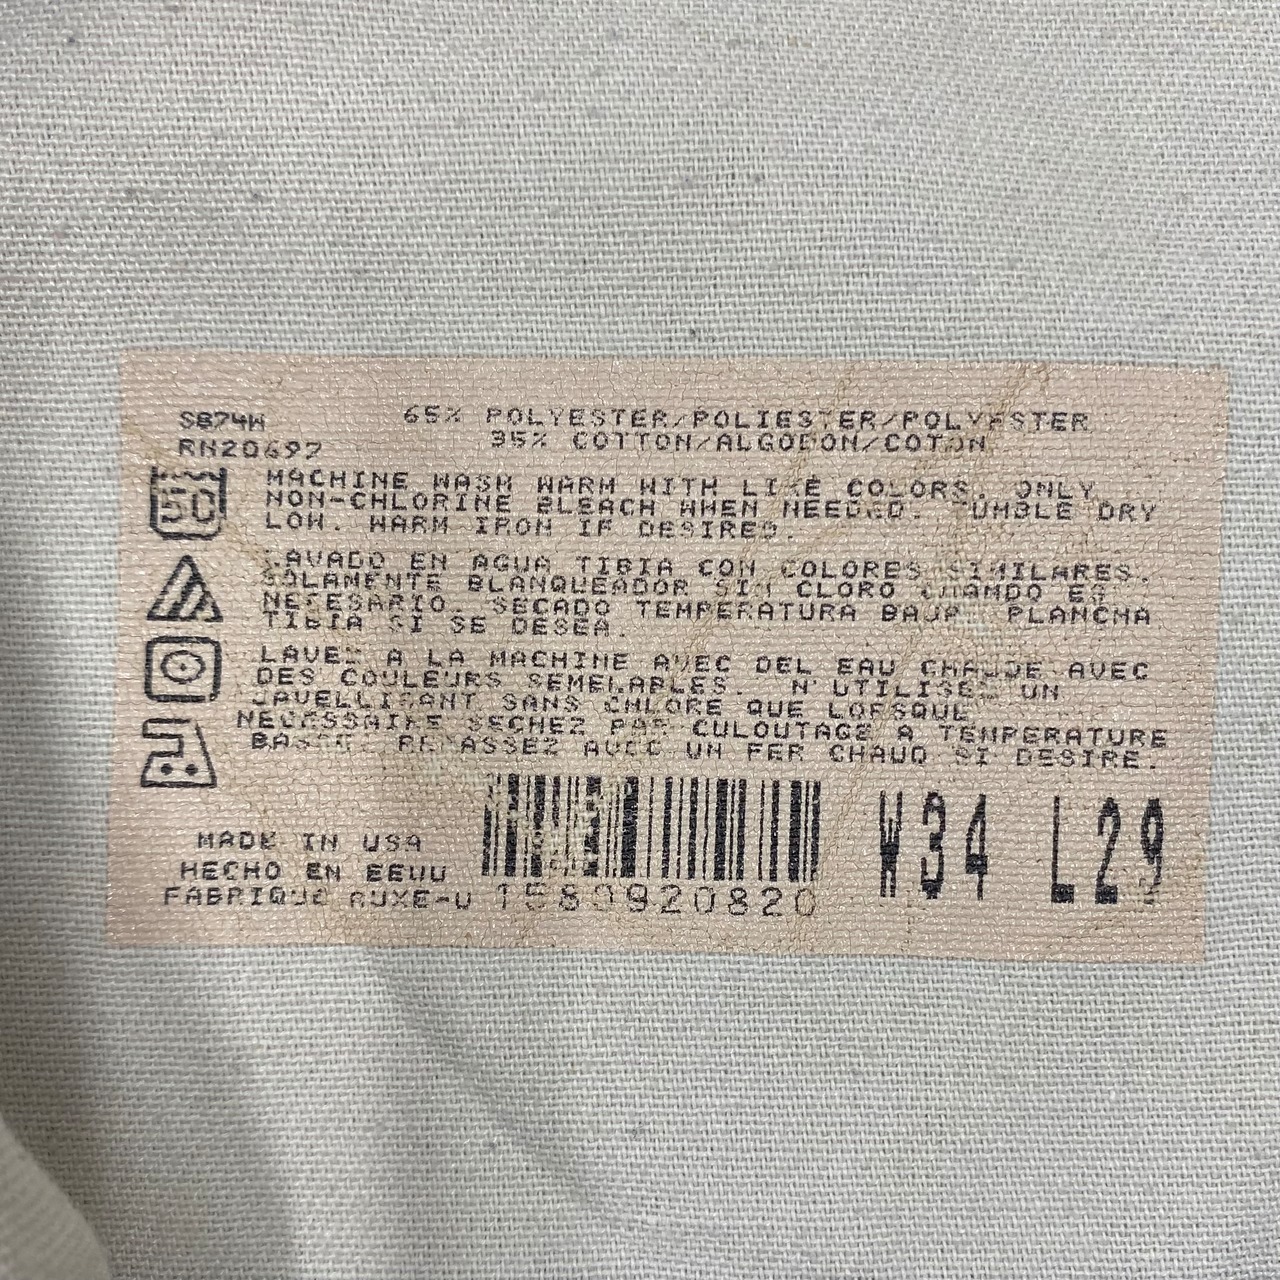 S874W
RN20697
65% POLYESTER/POLIESTER/POLYESTER
35% COTTON/ALGODON/COTON
50
MACHINE WASH WARM WITH LIKE COLORS. ONLY
NON-CHLORINE BLEACH WHEN NEEDED. TUMBLE DRY
LOW. WARM IRON IF DESIRED.
LAVADO EN AGUA TIBIA CON COLORES SIMILARES.
SOLAMENTE BLANQUEADOR SIN CLORO CUANDO ES
NECESARIO. SECADO TEMPERATURA BAJA. PLANCHA
TIBIA SI SE DESEA.
LAVEZ A LA MACHINE AVEC DEL EAU CHAUDE AVEC
DES COULEURS SEMELABLES. N'UTILISEZ UN
JAVELLISANT SANS CHLORE QUE LORSQUE
NECESSAIRE SECHEZ PAR CULOUTAGE A TEMPERATURE
BASSE. REPASSEZ AVEC UN FER CHAUD SI DESIRE.
MADE IN USA
HECHO EN EEUU
FABRIQUE AUXE-U
1580920820
W34 L29